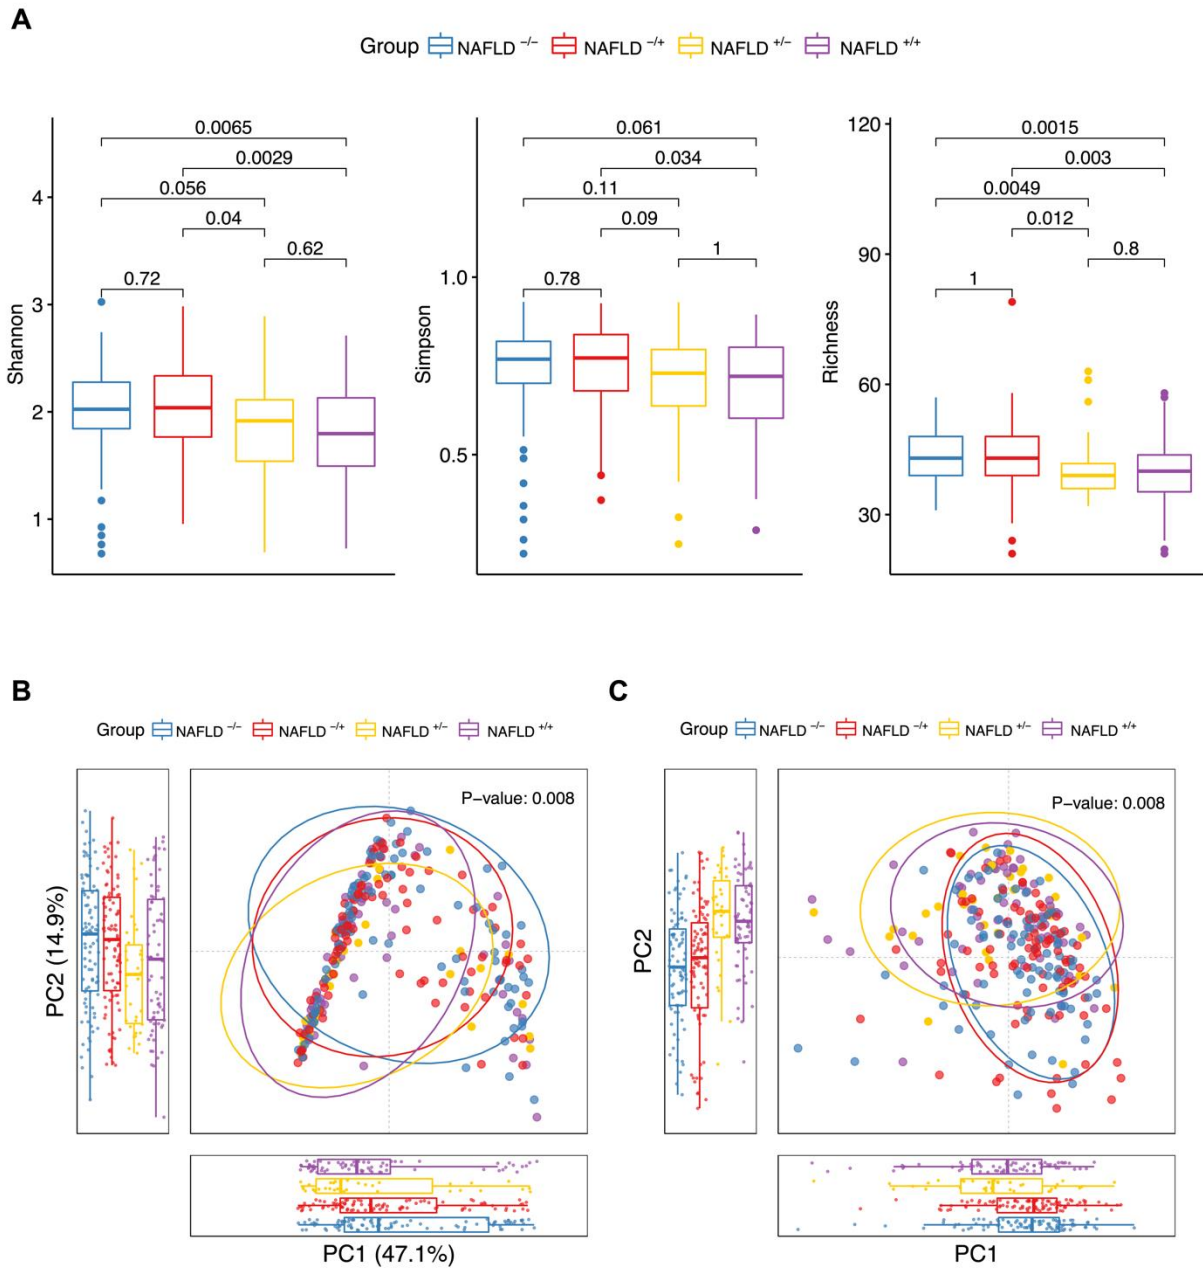 A
Group NAFLD −/− NAFLD −/+ NAFLD +/− NAFLD +/+
Shannon
4
3
2
1
0.0065
0.0029
0.056
0.04
0.62
0.72
Simpson
1.0
0.5
0.061
0.034
0.11
0.09
1
0.78
Richness
120
90
60
30
0.0015
0.003
0.0049
0.012
0.8
1
B
Group NAFLD −/− NAFLD −/+ NAFLD +/− NAFLD +/+
P−value: 0.008
PC2 (14.9%)
PC1 (47.1%)
C
Group NAFLD −/− NAFLD −/+ NAFLD +/− NAFLD +/+
P−value: 0.008
PC2
PC1